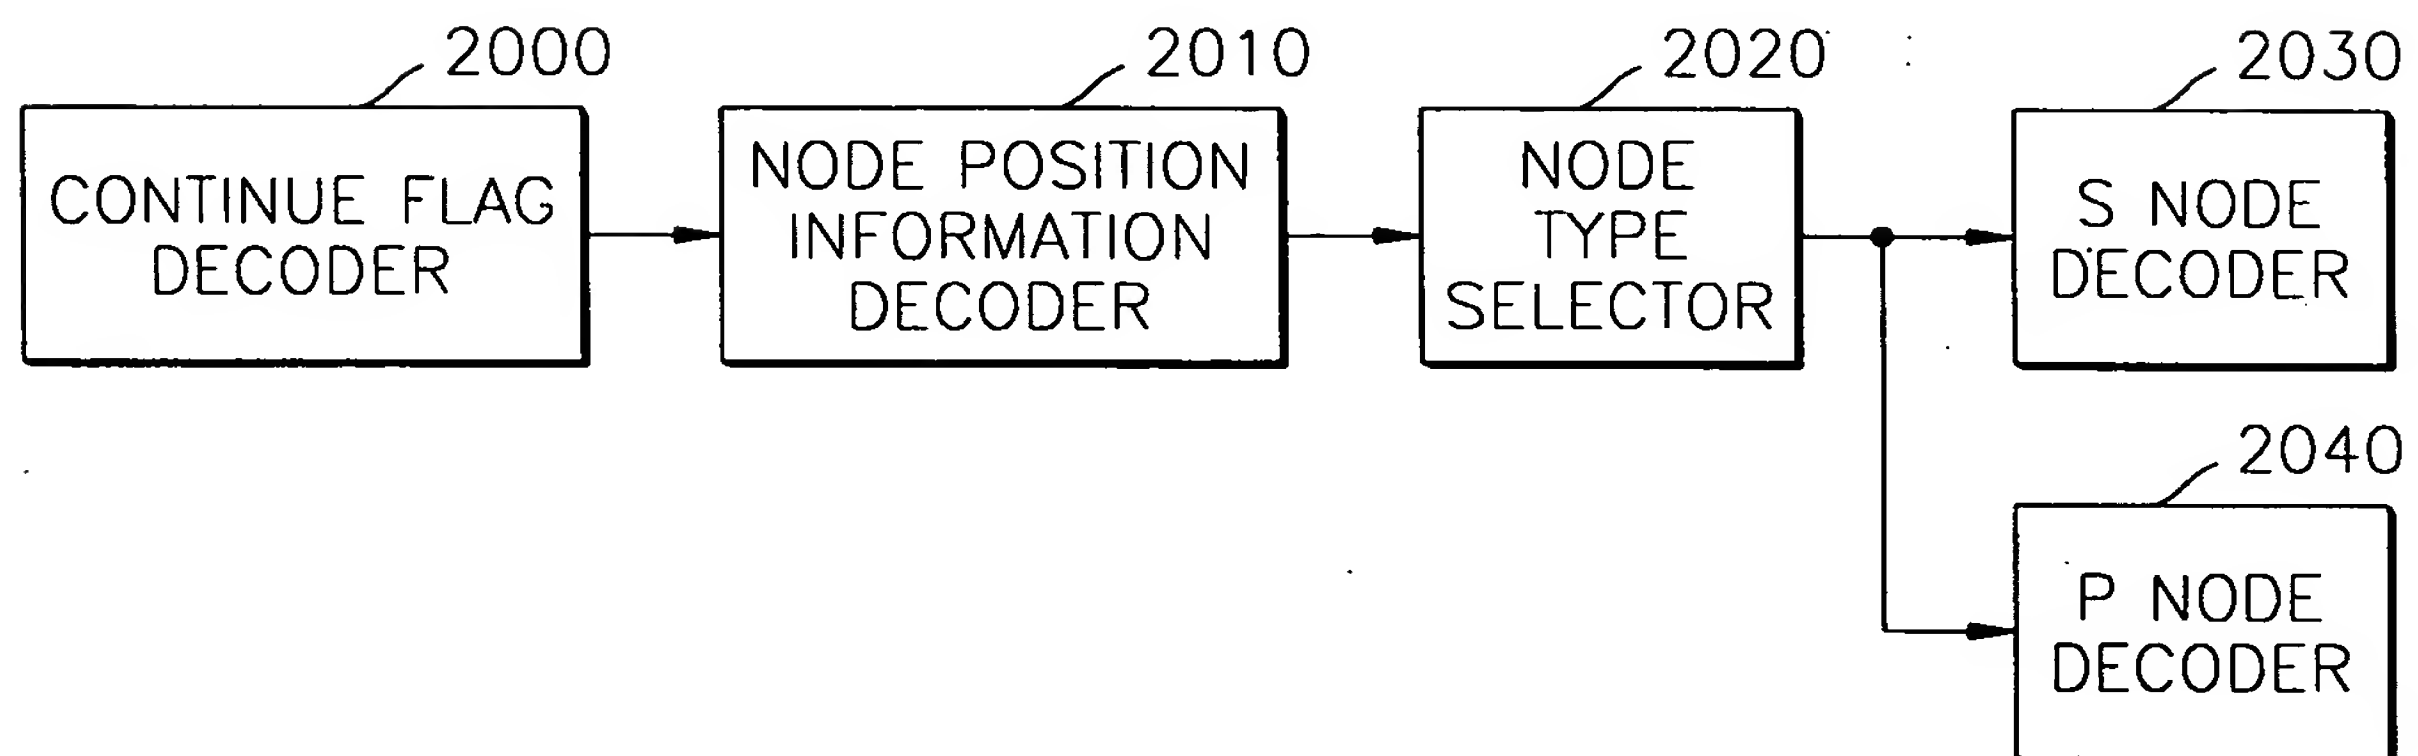 2000
CONTINUE FLAG
DECODER
2010
NODE POSITION
INFORMATION
DECODER
2020
NODE
TYPE
SELECTOR
2030
S NODE
DECODER
2040
P NODE
DECODER